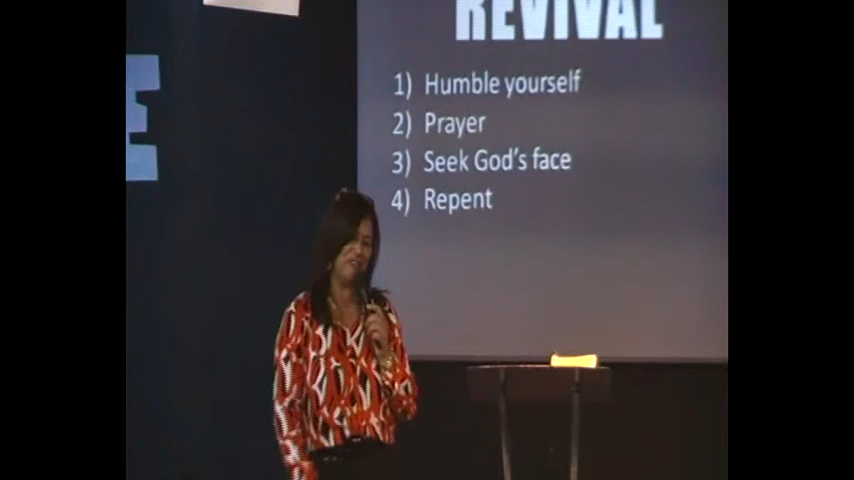 REVIVAL
1) Humble yourself
2) Prayer
3) Seek God's face
4) Repent
E